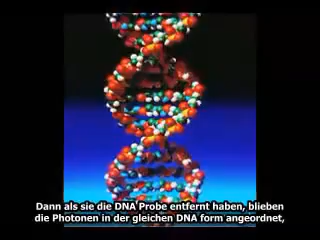 Dann als sie die DNA Probe entfernt haben, blieben
die Photonen in der gleichen DNA form angeordnet,